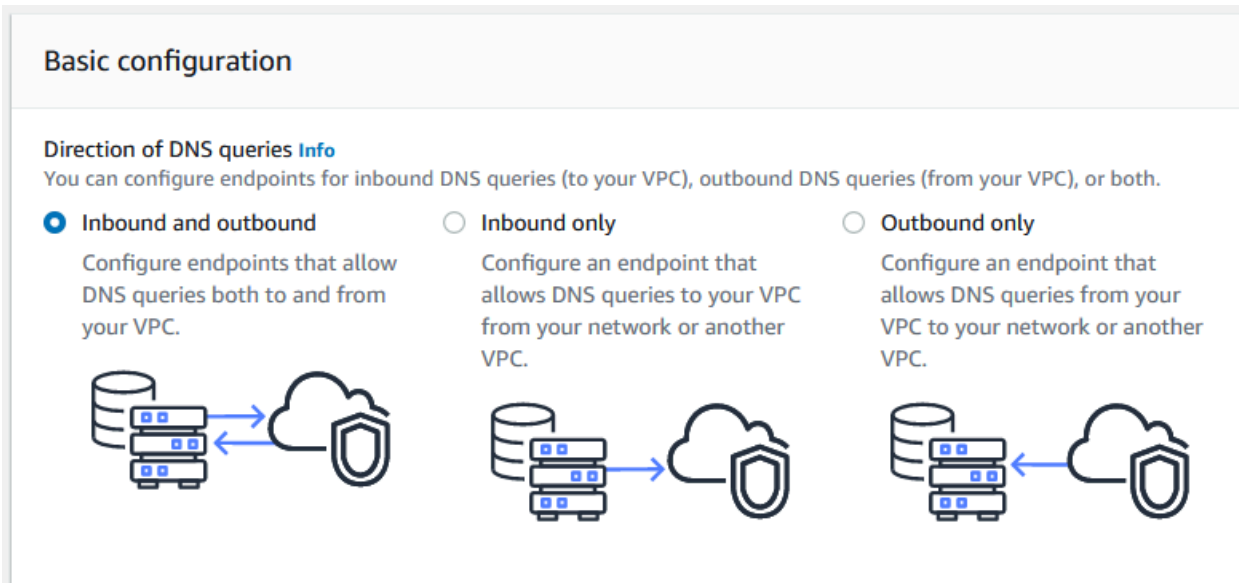 Basic configuration
Direction of DNS queries Info
You can configure endpoints for inbound DNS queries (to your VPC), outbound DNS queries (from your VPC), or both.
Inbound and outbound
Configure endpoints that allow
DNS queries both to and from
your VPC.
Inbound only
Configure an endpoint that
allows DNS queries to your VPC
from your network or another
VPC.
Outbound only
Configure an endpoint that
allows DNS queries from your
VPC to your network or another
VPC.